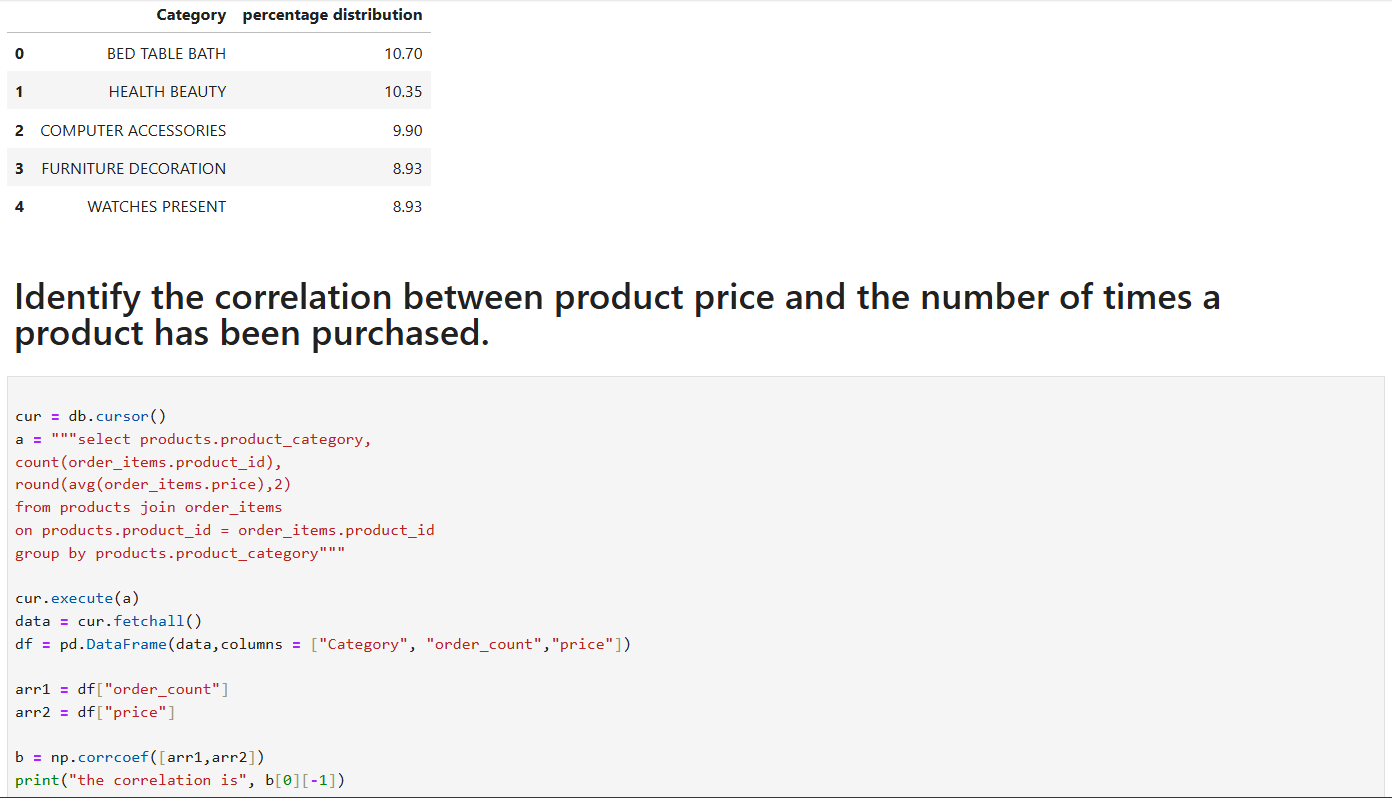 Category percentage distribution
0 BED TABLE BATH 10.70
1 HEALTH BEAUTY 10.35
2 COMPUTER ACCESSORIES 9.90
3 FURNITURE DECORATION 8.93
4 WATCHES PRESENT 8.93
Identify the correlation between product price and the number of times a
product has been purchased.
cur = db.cursor()
a = """select products.product_category,
count(order_items.product_id),
round(avg(order_items.price),2)
from products join order_items
on products.product_id = order_items.product_id
group by products.product_category"""
cur.execute(a)
data = cur.fetchall()
df = pd.DataFrame(data,columns = ["Category", "order_count","price"])
arr1 = df["order_count"]
arr2 = df["price"]
b = np.corrcoef([arr1,arr2])
print("the correlation is", b[0][-1])